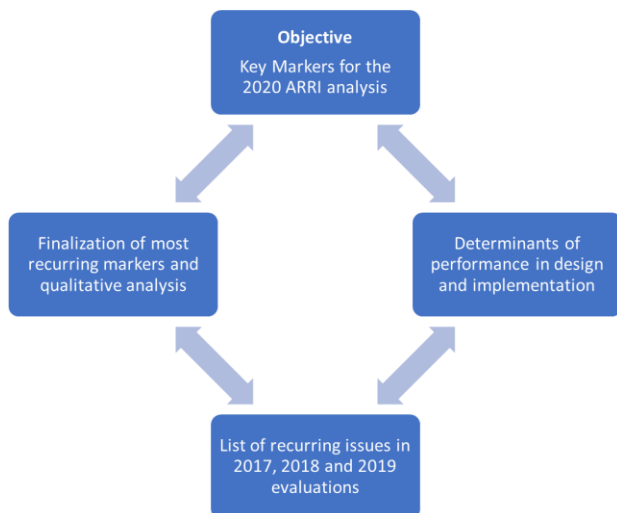 Objective
Key Markers for the
2020 ARRI analysis
Finalization of most
recurring markers and
qualitative analysis
Determinants of
performance in design
and implementation
List of recurring issues in
2017, 2018 and 2019
evaluations